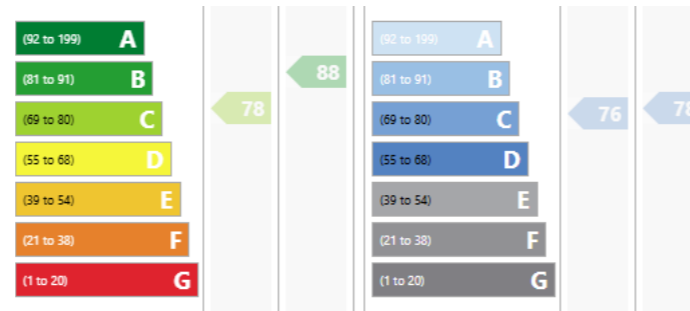 (92 to 199) A
(81 to 91) B
(69 to 80) C
(55 to 68) D
(39 to 54) E
(21 to 38) F
(1 to 20) G
78
88
(92 to 199) A
(81 to 91) B
(69 to 80) C
(55 to 68) D
(39 to 54) E
(21 to 38) F
(1 to 20) G
76
78